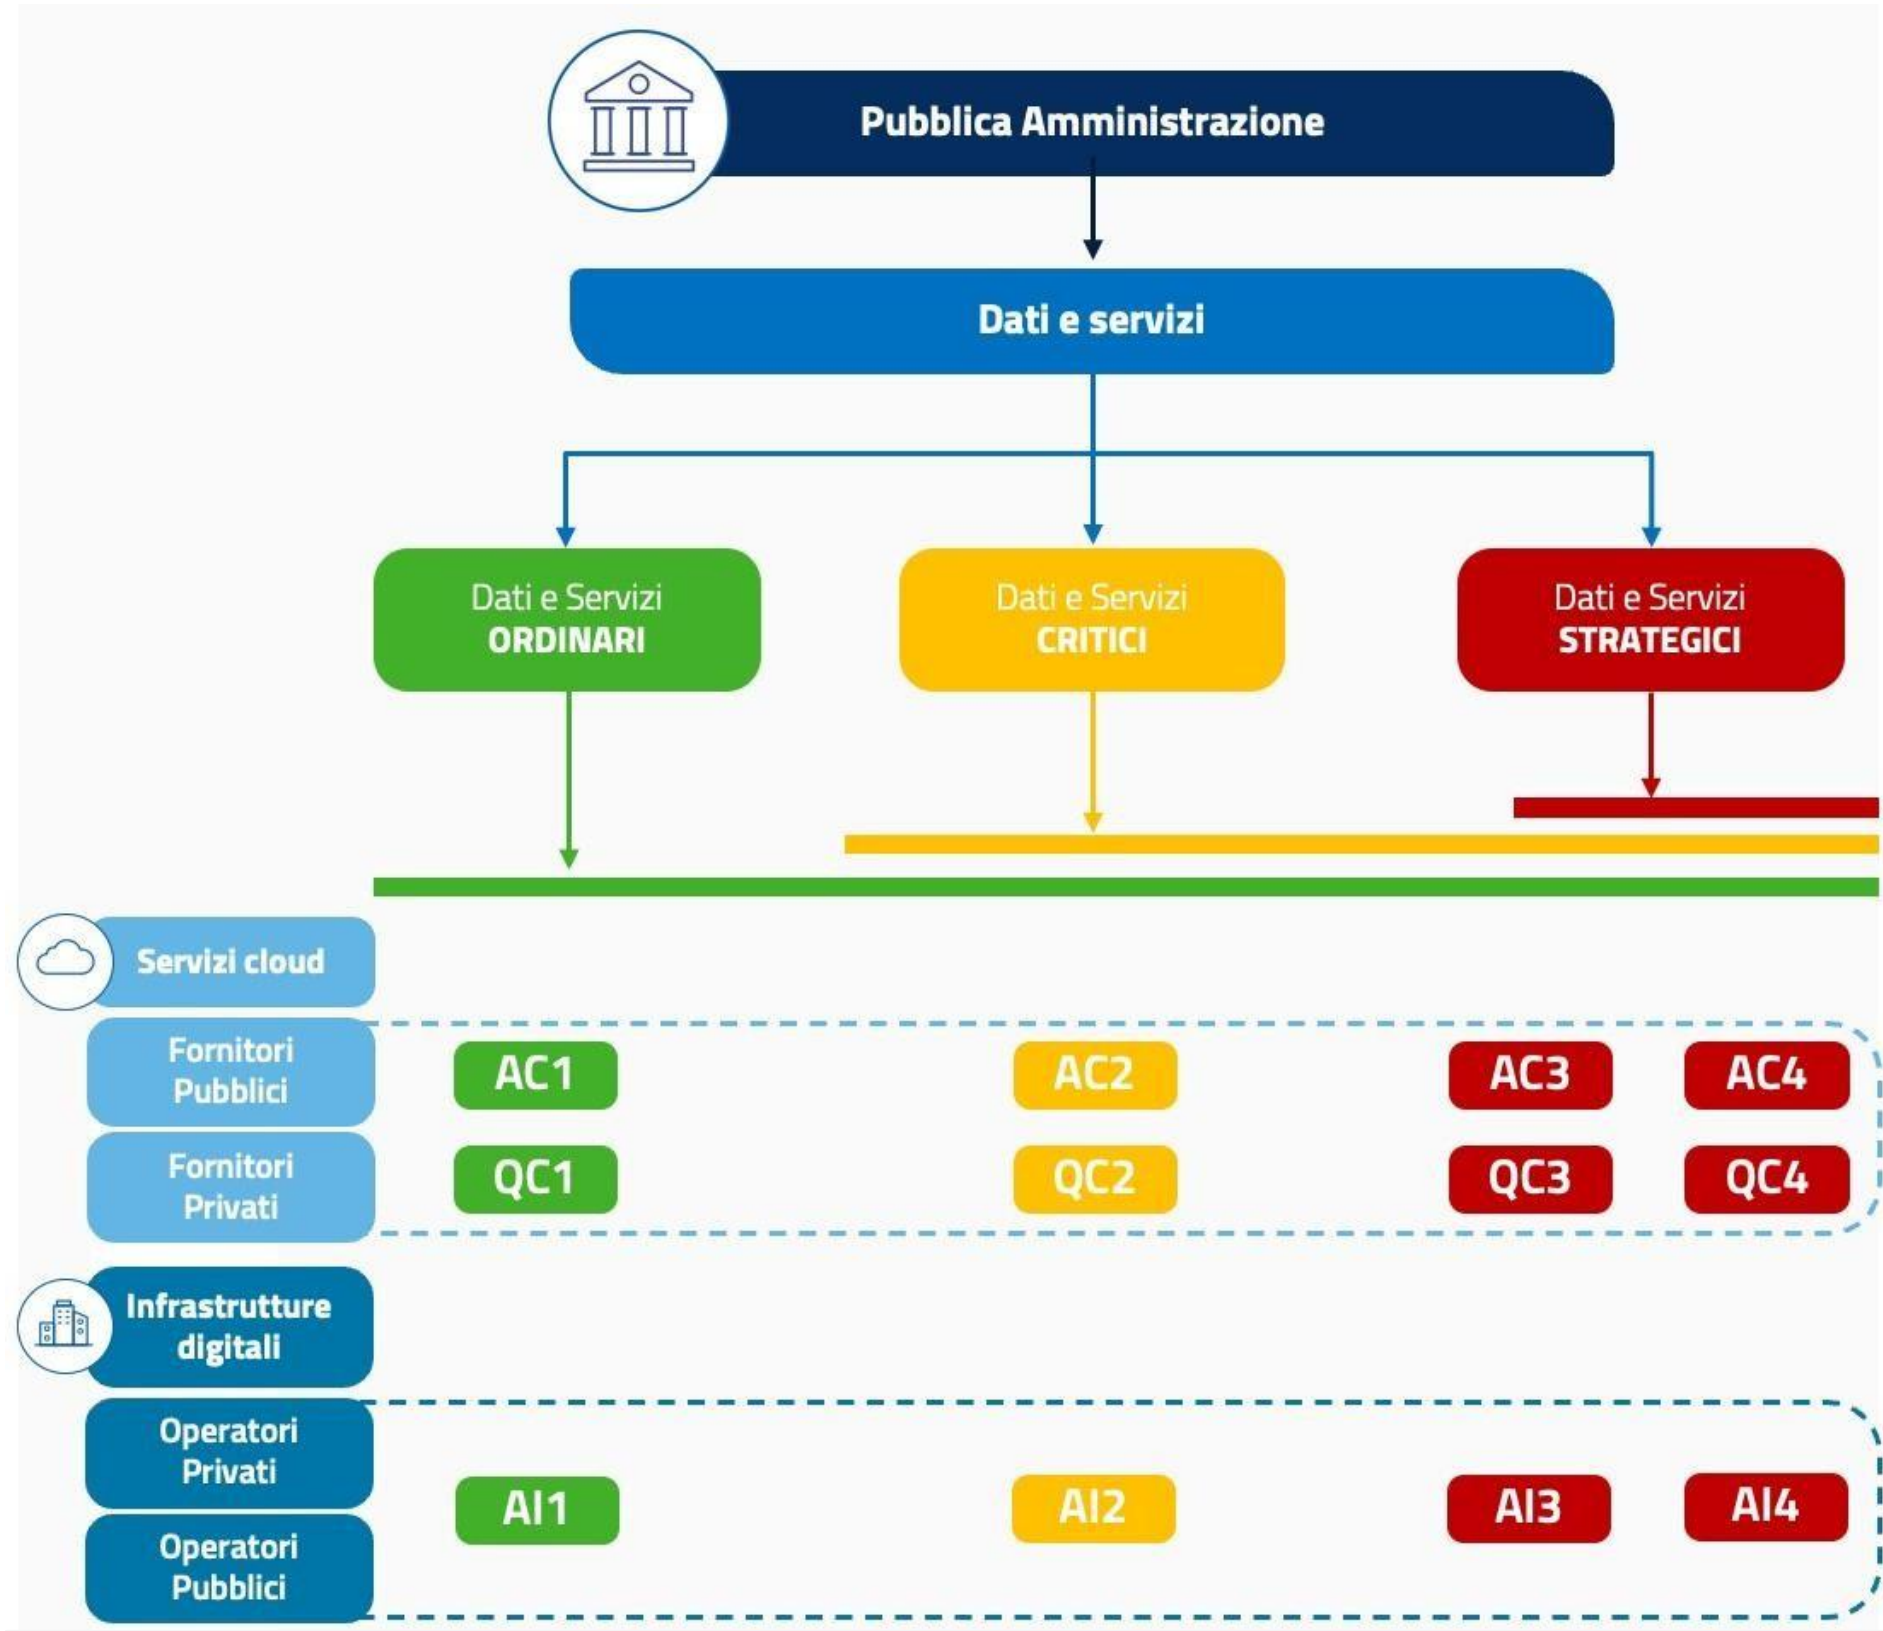 Pubblica Amministrazione
Dati e servizi
Dati e Servizi
ORDINARI
Dati e Servizi
CRITICI
Dati e Servizi
STRATEGICI
Servizi cloud
Fornitori
Pubblici
AC1
AC2
AC3
AC4
Fornitori
Privati
QC1
QC2
QC3
QC4
Infrastrutture
digitali
Operatori
Privati
AI1
AI2
AI3
AI4
Operatori
Pubblici